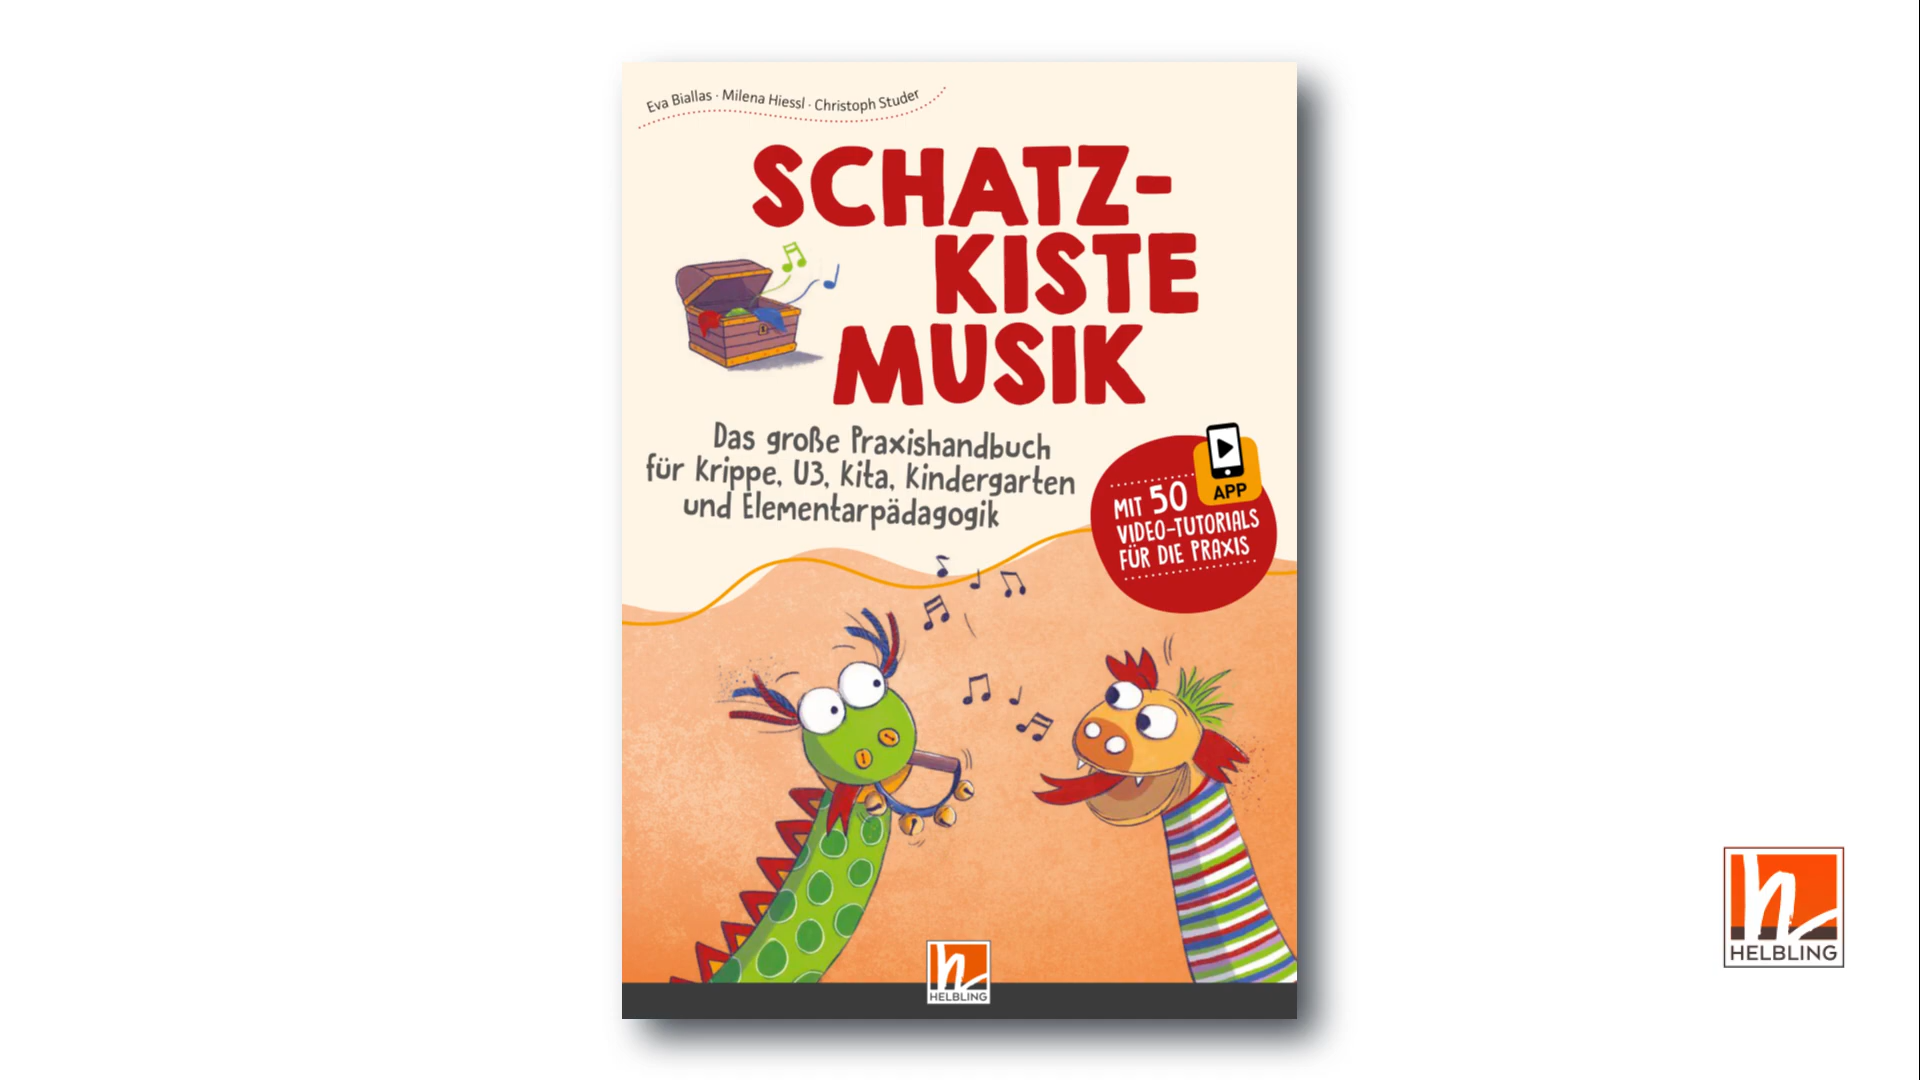 Eva Biallas · Milena Hiessl · Christoph Studer
SCHATZ-
KISTE
MUSIK
Das große Praxishandbuch
für Krippe, U3, Kita, Kindergarten
und Elementarpädagogik
APP
MIT 50
VIDEO-TUTORIALS
FÜR DIE PRAXIS
HELBLING
HELBLING